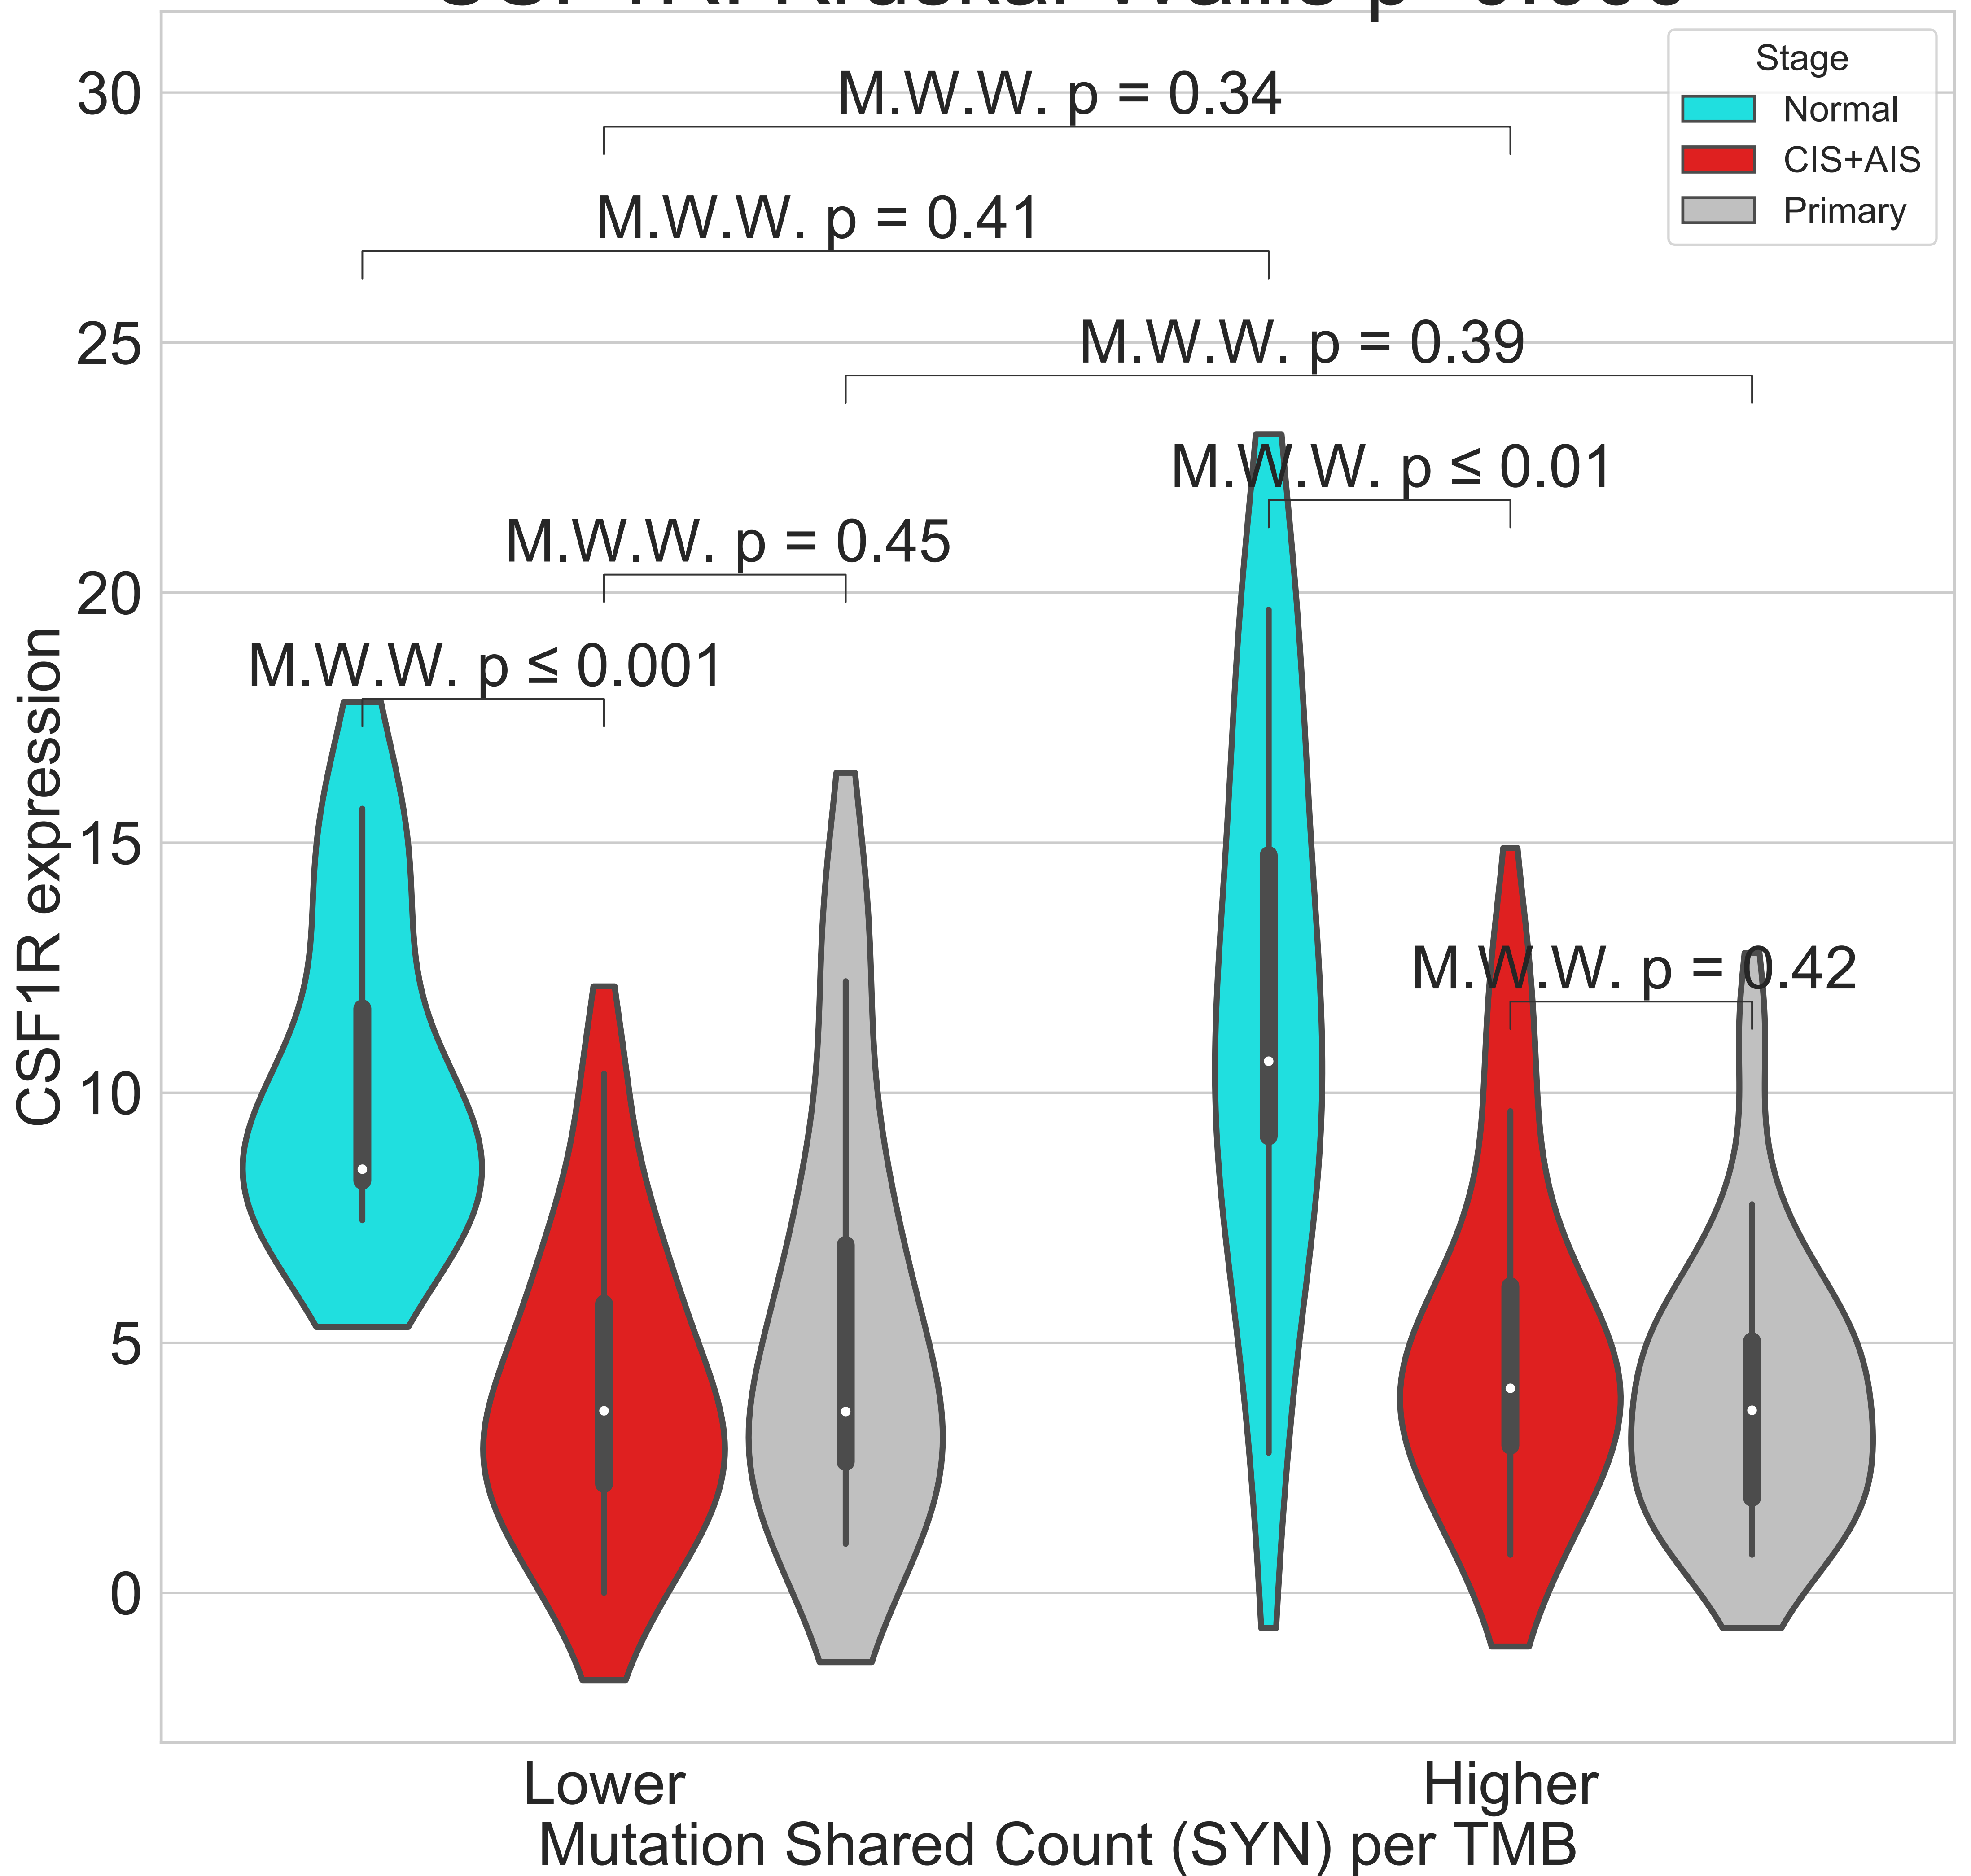 Stage
Normal
CIS+AIS
Primary
M.W.W. p = 0.34
M.W.W. p = 0.41
M.W.W. p = 0.39
M.W.W. p ≤ 0.01
M.W.W. p = 0.45
M.W.W. p ≤ 0.001
M.W.W. p = 0.42
30
25
20
15
10
5
0
CSF1R expression
Lower
Higher
Mutation Shared Count (SYN) per TMB